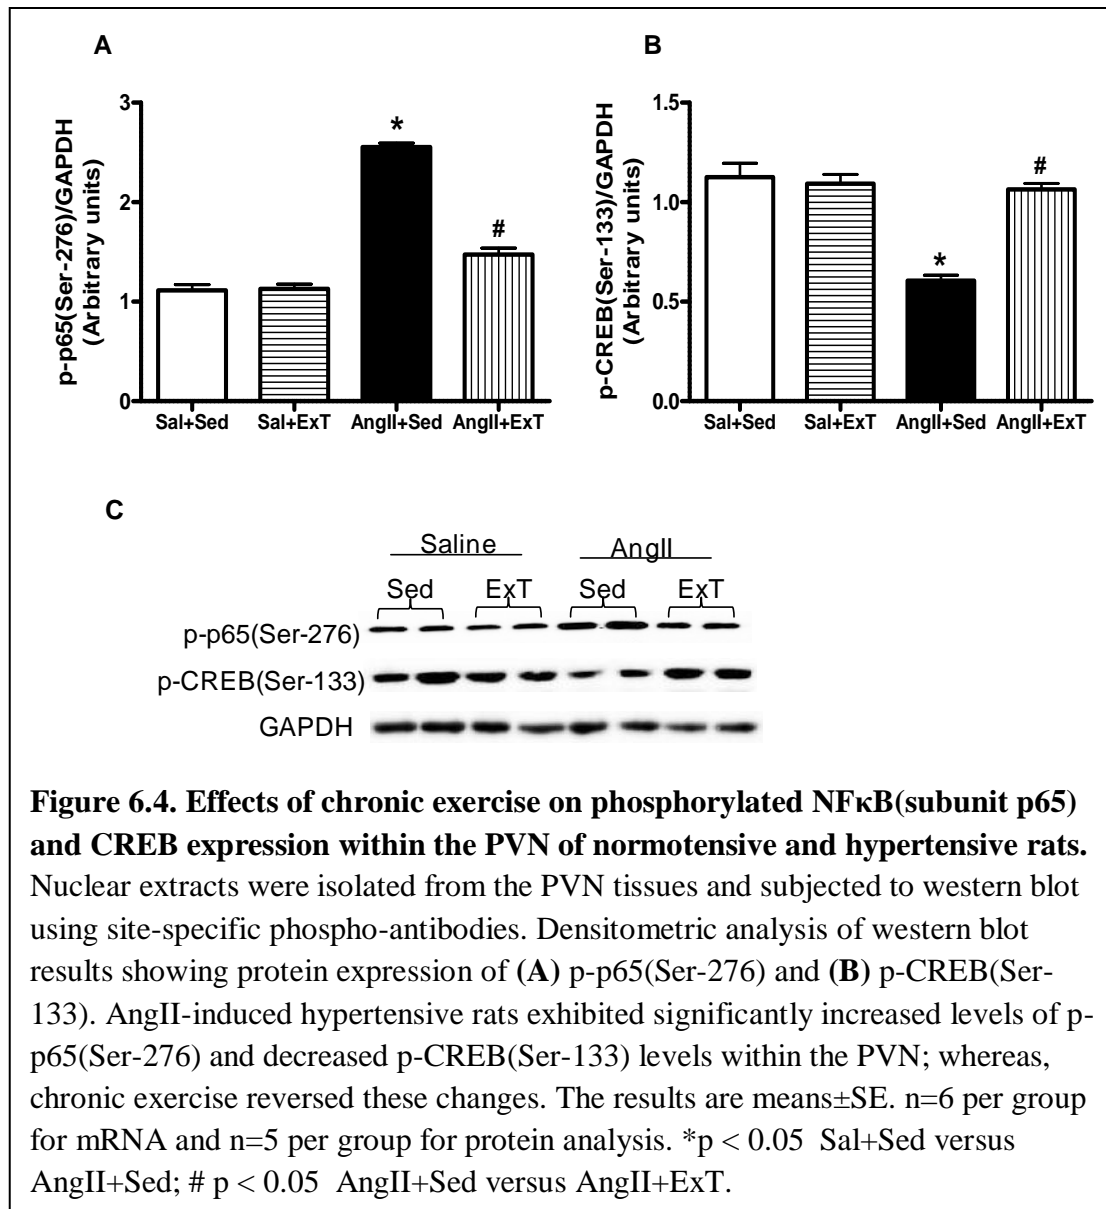 A
B
p-p65(Ser-276)/GAPDH
(Arbitrary units)
3
2
1
0
*
#
Sal+Sed
Sal+ExT
AngII+Sed
AngII+ExT
p-CREB(Ser-133)/GAPDH
(Arbitrary units)
1.5
1.0
0.5
0.0
*
#
Sal+Sed
Sal+ExT
AngII+Sed
AngII+ExT
C
Saline
AngII
Sed
ExT
Sed
ExT
p-p65(Ser-276)
p-CREB(Ser-133)
GAPDH
Figure 6.4. Effects of chronic exercise on phosphorylated NFκB(subunit p65)
and CREB expression within the PVN of normotensive and hypertensive rats.
Nuclear extracts were isolated from the PVN tissues and subjected to western blot
using site-specific phospho-antibodies. Densitometric analysis of western blot
results showing protein expression of (A) p-p65(Ser-276) and (B) p-CREB(Ser-
133). AngII-induced hypertensive rats exhibited significantly increased levels of p-
p65(Ser-276) and decreased p-CREB(Ser-133) levels within the PVN; whereas,
chronic exercise reversed these changes. The results are means±SE. n=6 per group
for mRNA and n=5 per group for protein analysis. *p < 0.05 Sal+Sed versus
AngII+Sed; # p < 0.05 AngII+Sed versus AngII+ExT.